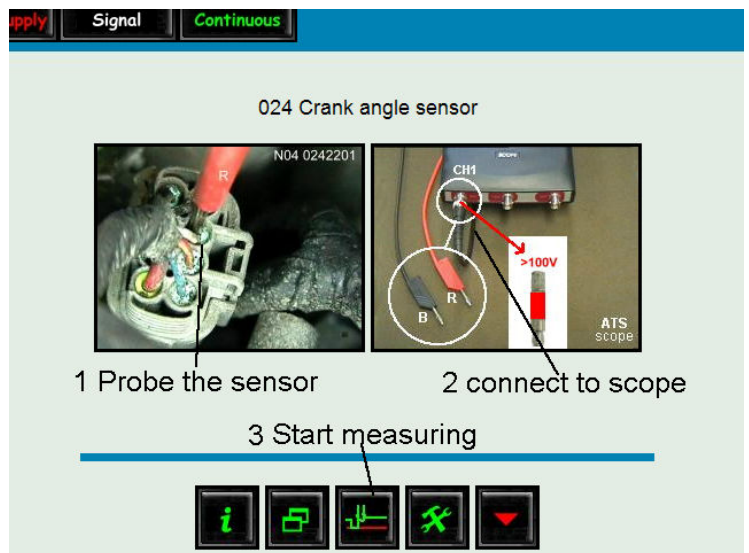 Signal
Continuous
024 Crank angle sensor
N04 0242201
R
SCOPE
CH1
>100V
B
R
ATS
scope
1 Probe the sensor
2 connect to scope
3 Start measuring
i